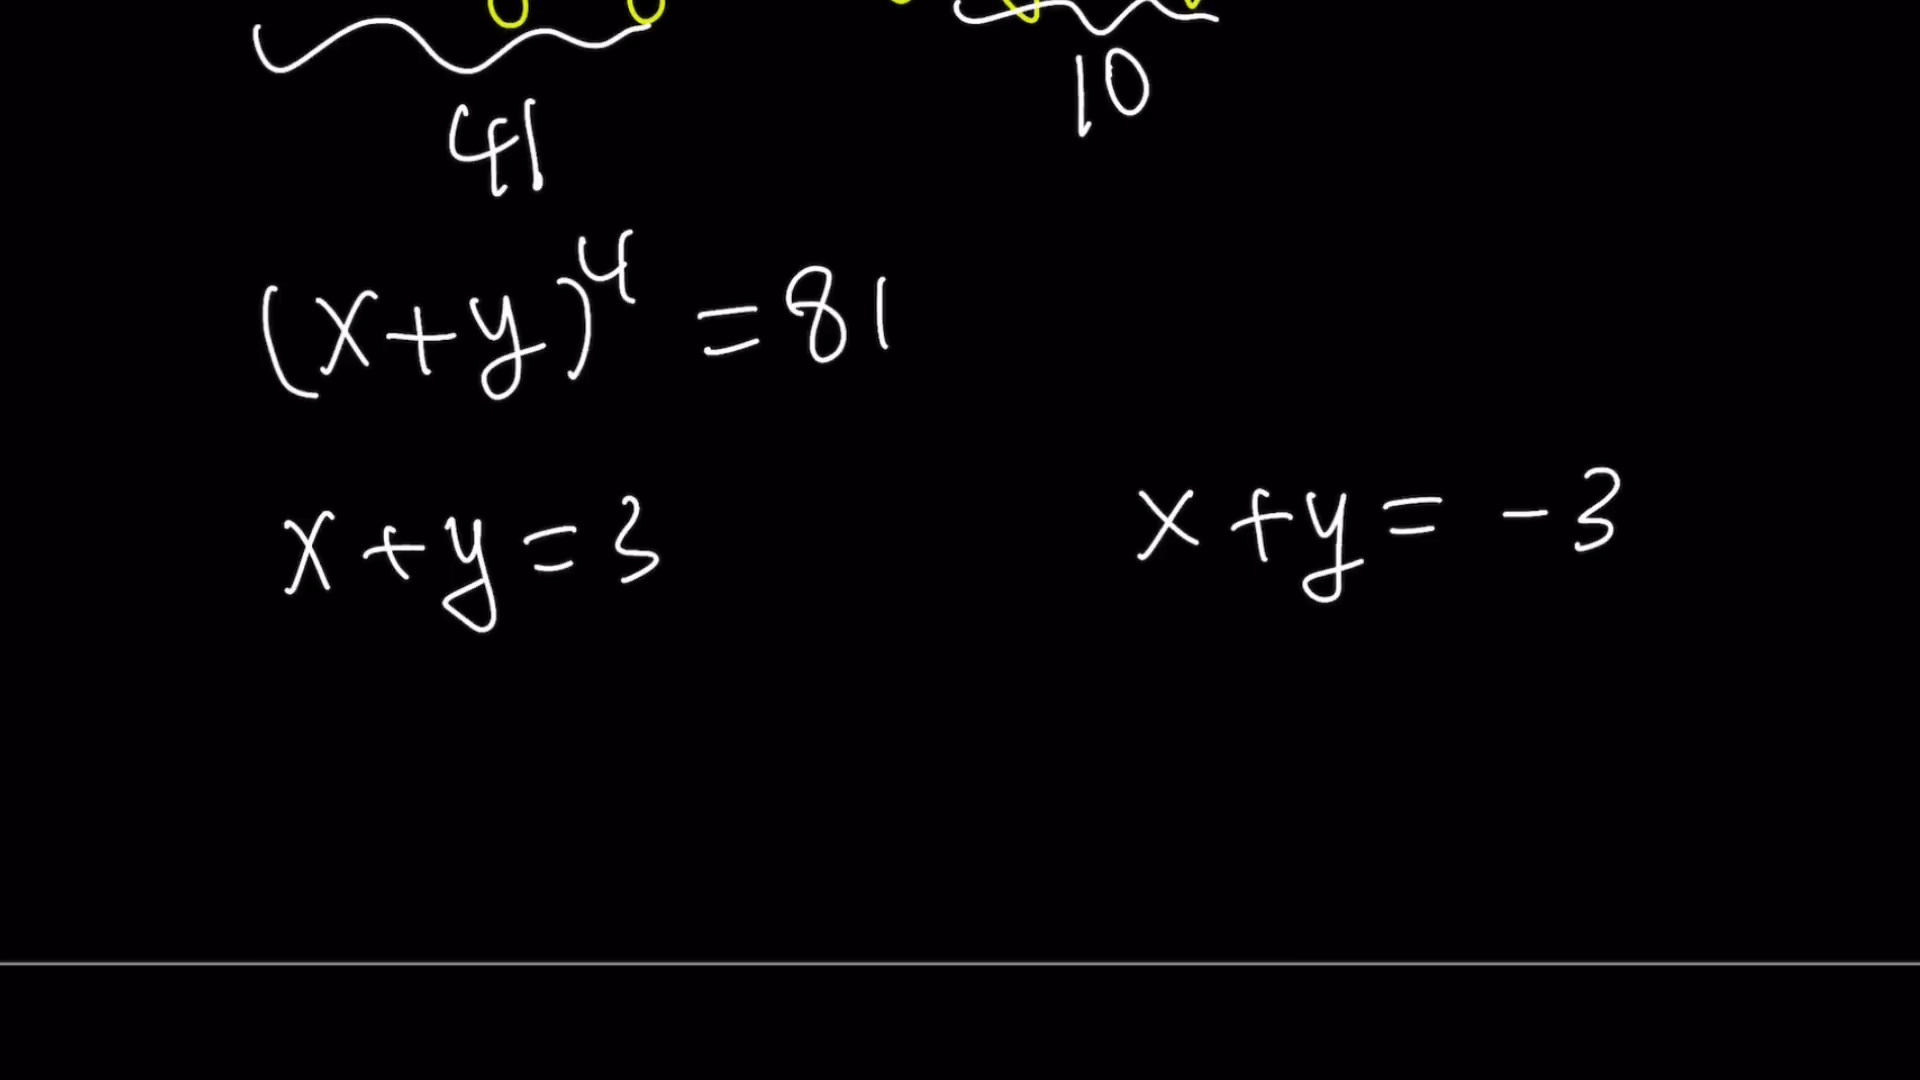 41 10
(x+y)⁴ = 81
x+y=3 x+y= -3